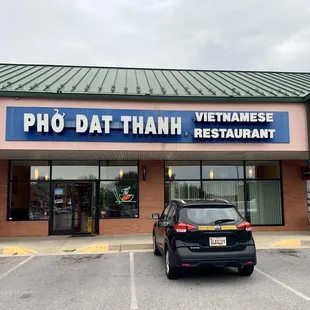 PHỞ DAT THANH
VIETNAMESE
RESTAURANT